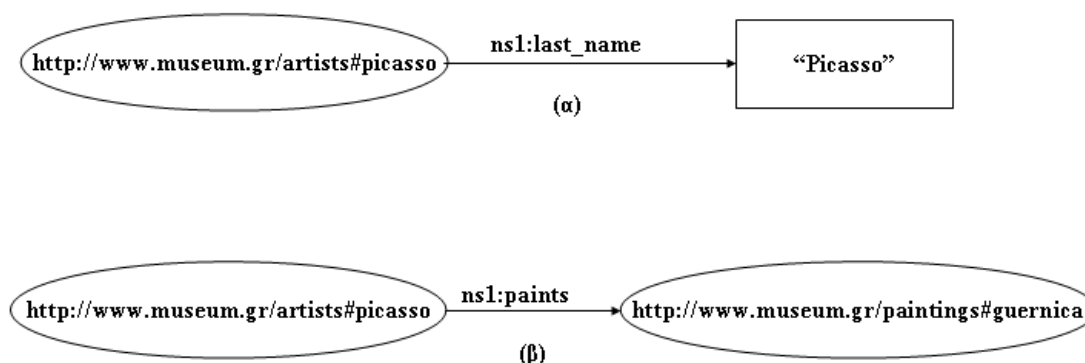 ns1:last_name
http://www.museum.gr/artists#picasso
“Picasso”
(α)
ns1:paints
http://www.museum.gr/artists#picasso
http://www.museum.gr/paintings#guernica
(β)